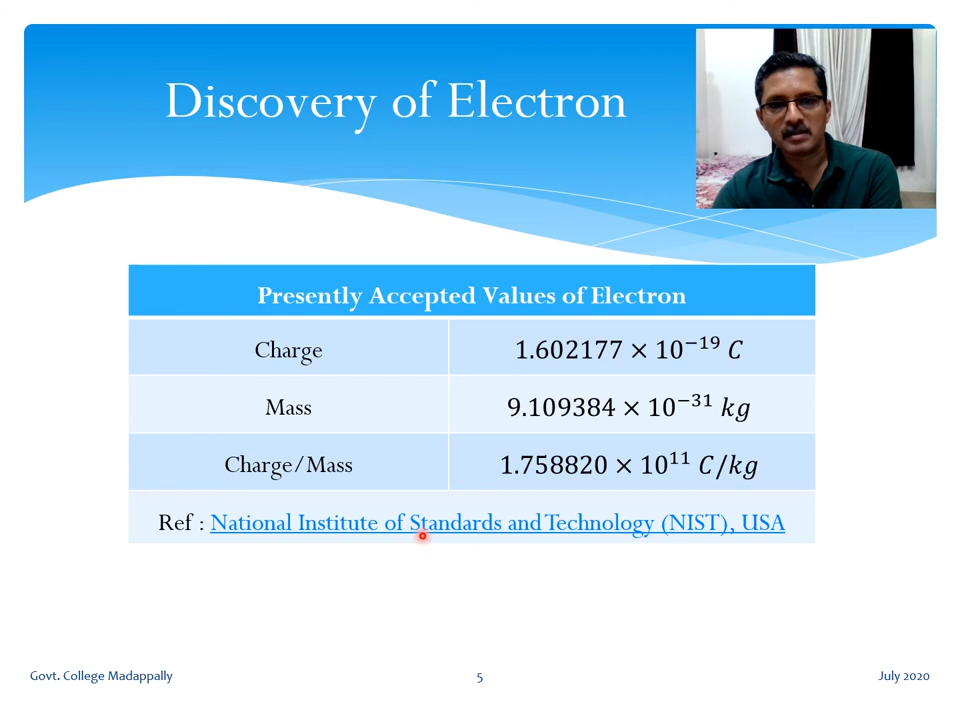 Discovery of Electron
Presently Accepted Values of Electron
Charge 1.602177 × 10⁻¹⁹ C
Mass 9.109384 × 10⁻³¹ kg
Charge/Mass 1.758820 × 10¹¹ C/kg
Ref : National Institute of Standards and Technology (NIST), USA
Govt. College Madappally 5 July 2020